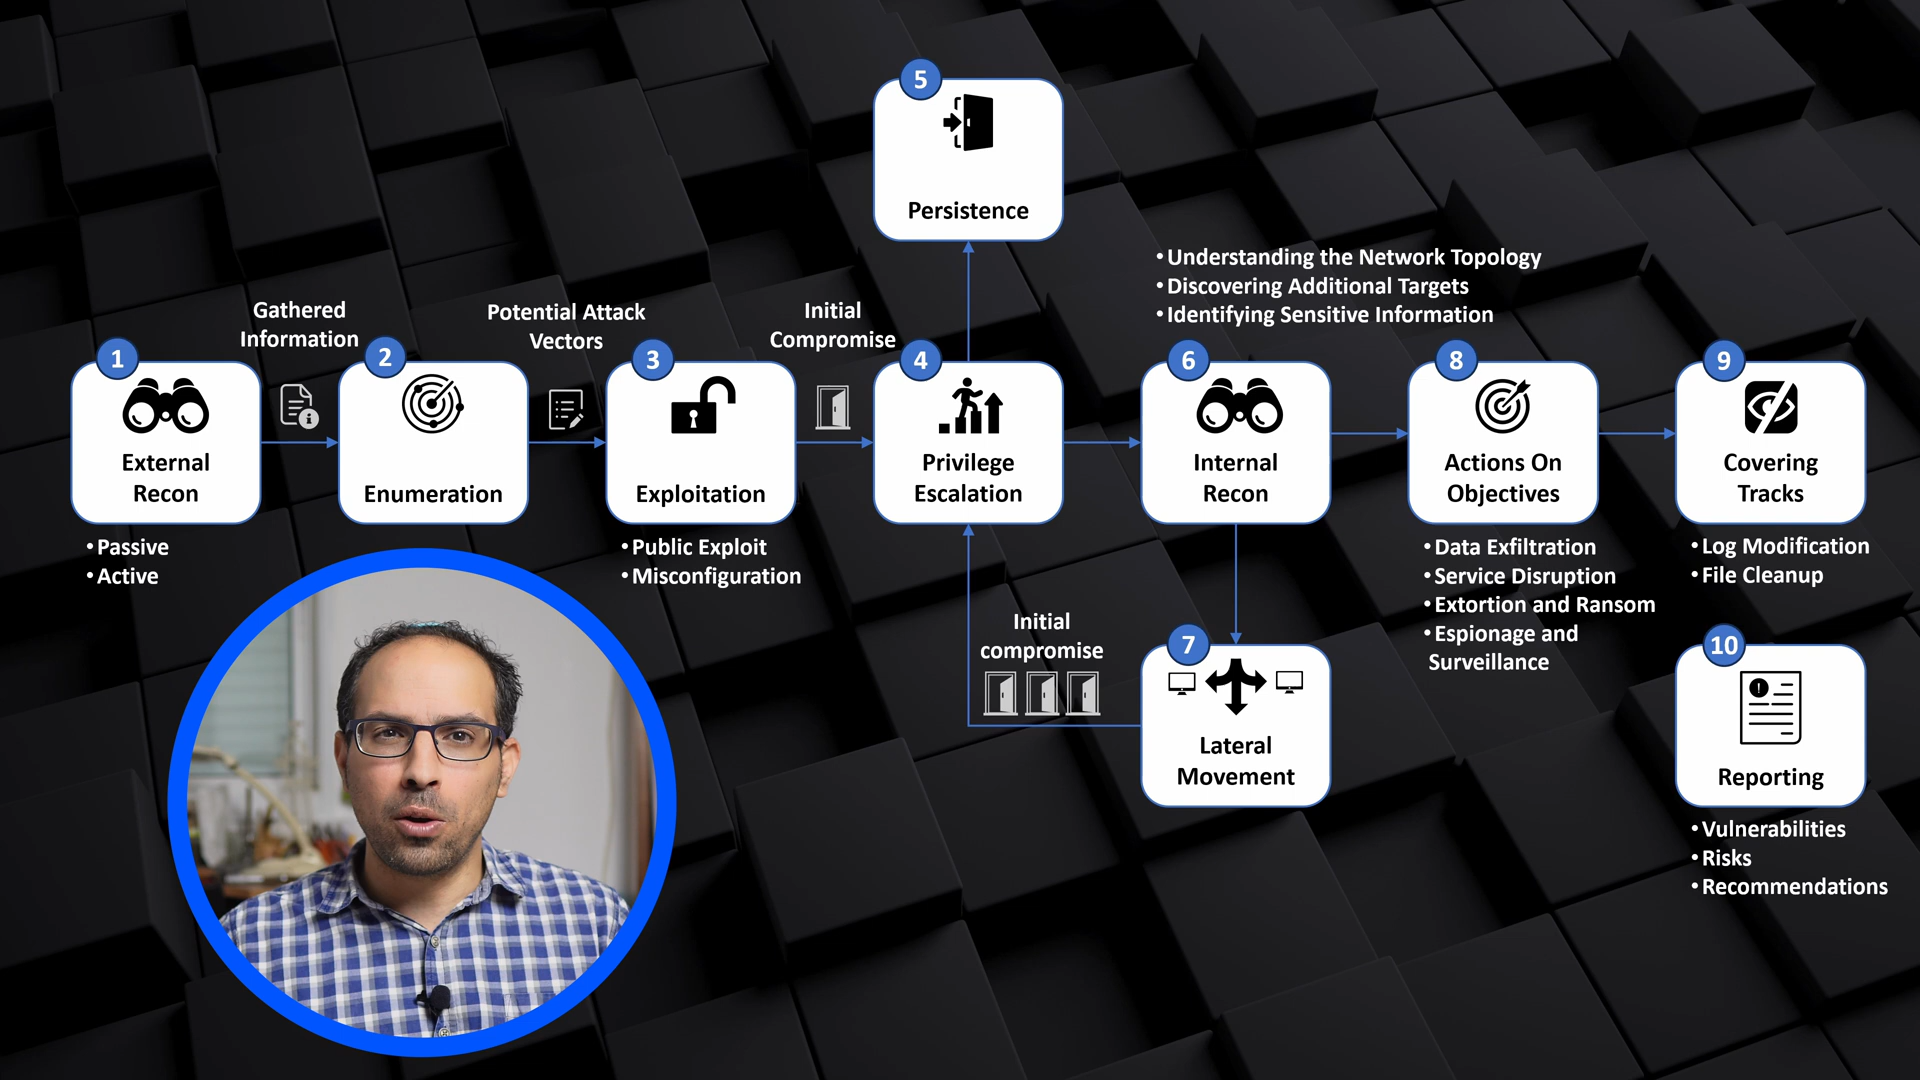 5
Persistence
• Understanding the Network Topology
• Discovering Additional Targets
• Identifying Sensitive Information
Gathered
Information
Potential Attack
Vectors
Initial
Compromise
1
External
Recon
• Passive
• Active
2
Enumeration
3
Exploitation
• Public Exploit
• Misconfiguration
4
Privilege
Escalation
6
Internal
Recon
8
Actions On
Objectives
• Data Exfiltration
• Service Disruption
• Extortion and Ransom
• Espionage and
Surveillance
9
Covering
Tracks
• Log Modification
• File Cleanup
Initial
compromise
7
Lateral
Movement
10
Reporting
• Vulnerabilities
• Risks
• Recommendations